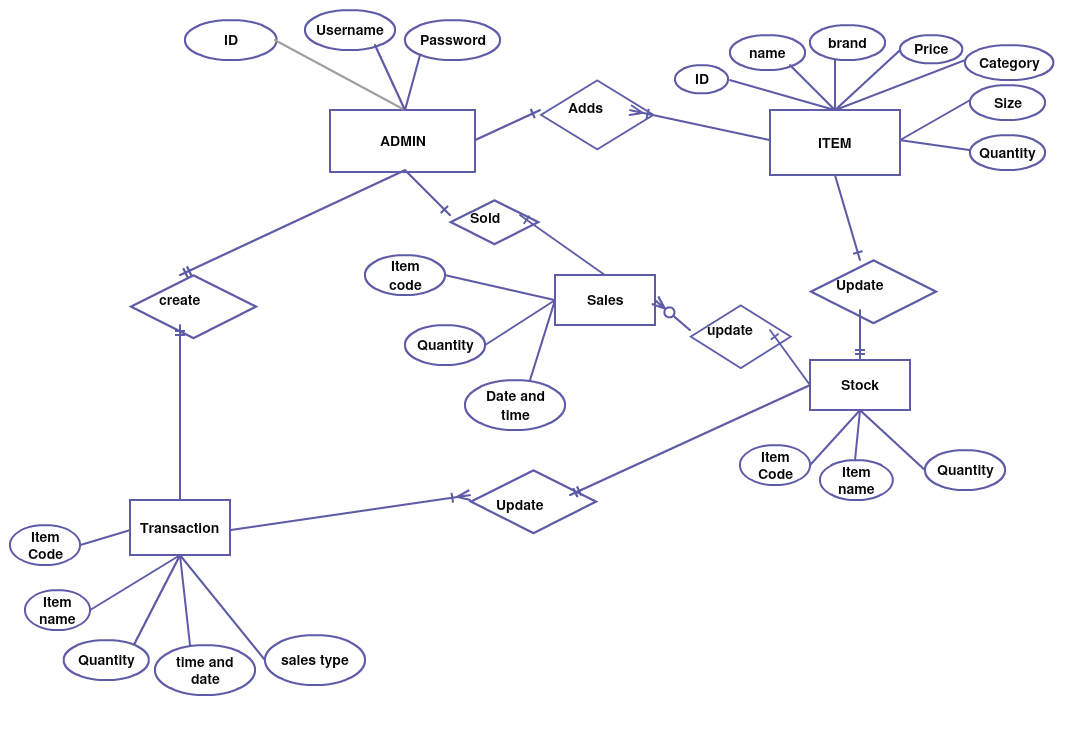 ID
Username
Password
name
brand
Price
Category
ID
Size
Quantity
ADMIN
Adds
ITEM
Sold
create
Item
code
Sales
Update
Quantity
update
Date and
time
Stock
Item
Code
Item
name
Quantity
Update
Transaction
Item
Code
Item
name
Quantity
time and
date
sales type